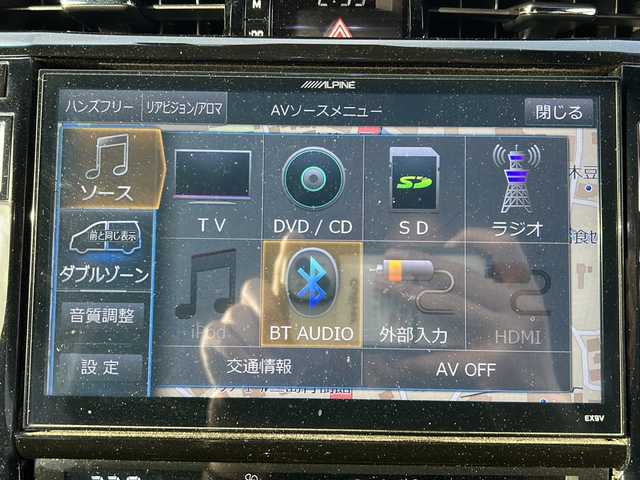 ALPINE
ハンズフリー リアビジョン/アロマ AVソースメニュー 閉じる
ソース
TV DVD / CD SD ラジオ
前と同じ表示
ダブルゾーン
音質調整
iPod BT AUDIO 外部入力 HDMI
設定 交通情報 AV OFF
EX9V